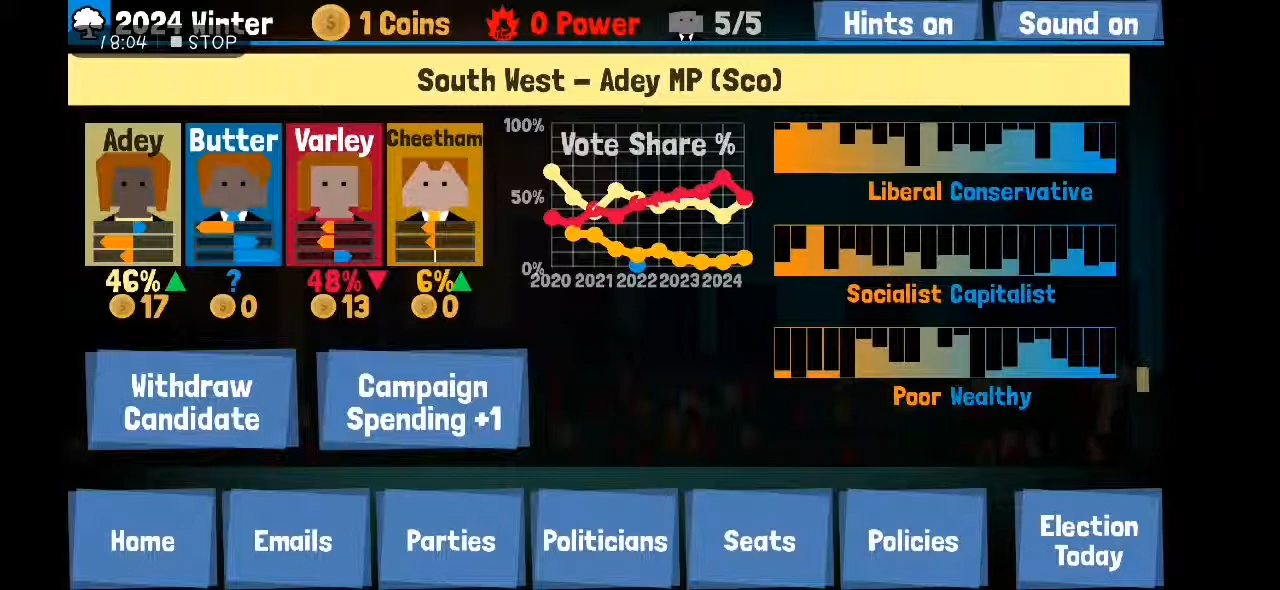 2024 Winter
1 Coins
0 Power
5/5
Hints on
Sound on
/ 8:04
STOP
South West – Adey MP (Sco)
Adey
Butter
Varley
Cheetham
46%
?
48%
6%
17
0
13
0
Vote Share %
100%
50%
0%
2020 2021 2022 2023 2024
Liberal Conservative
Socialist Capitalist
Poor Wealthy
Withdraw
Candidate
Campaign
Spending +1
Home
Emails
Parties
Politicians
Seats
Policies
Election
Today